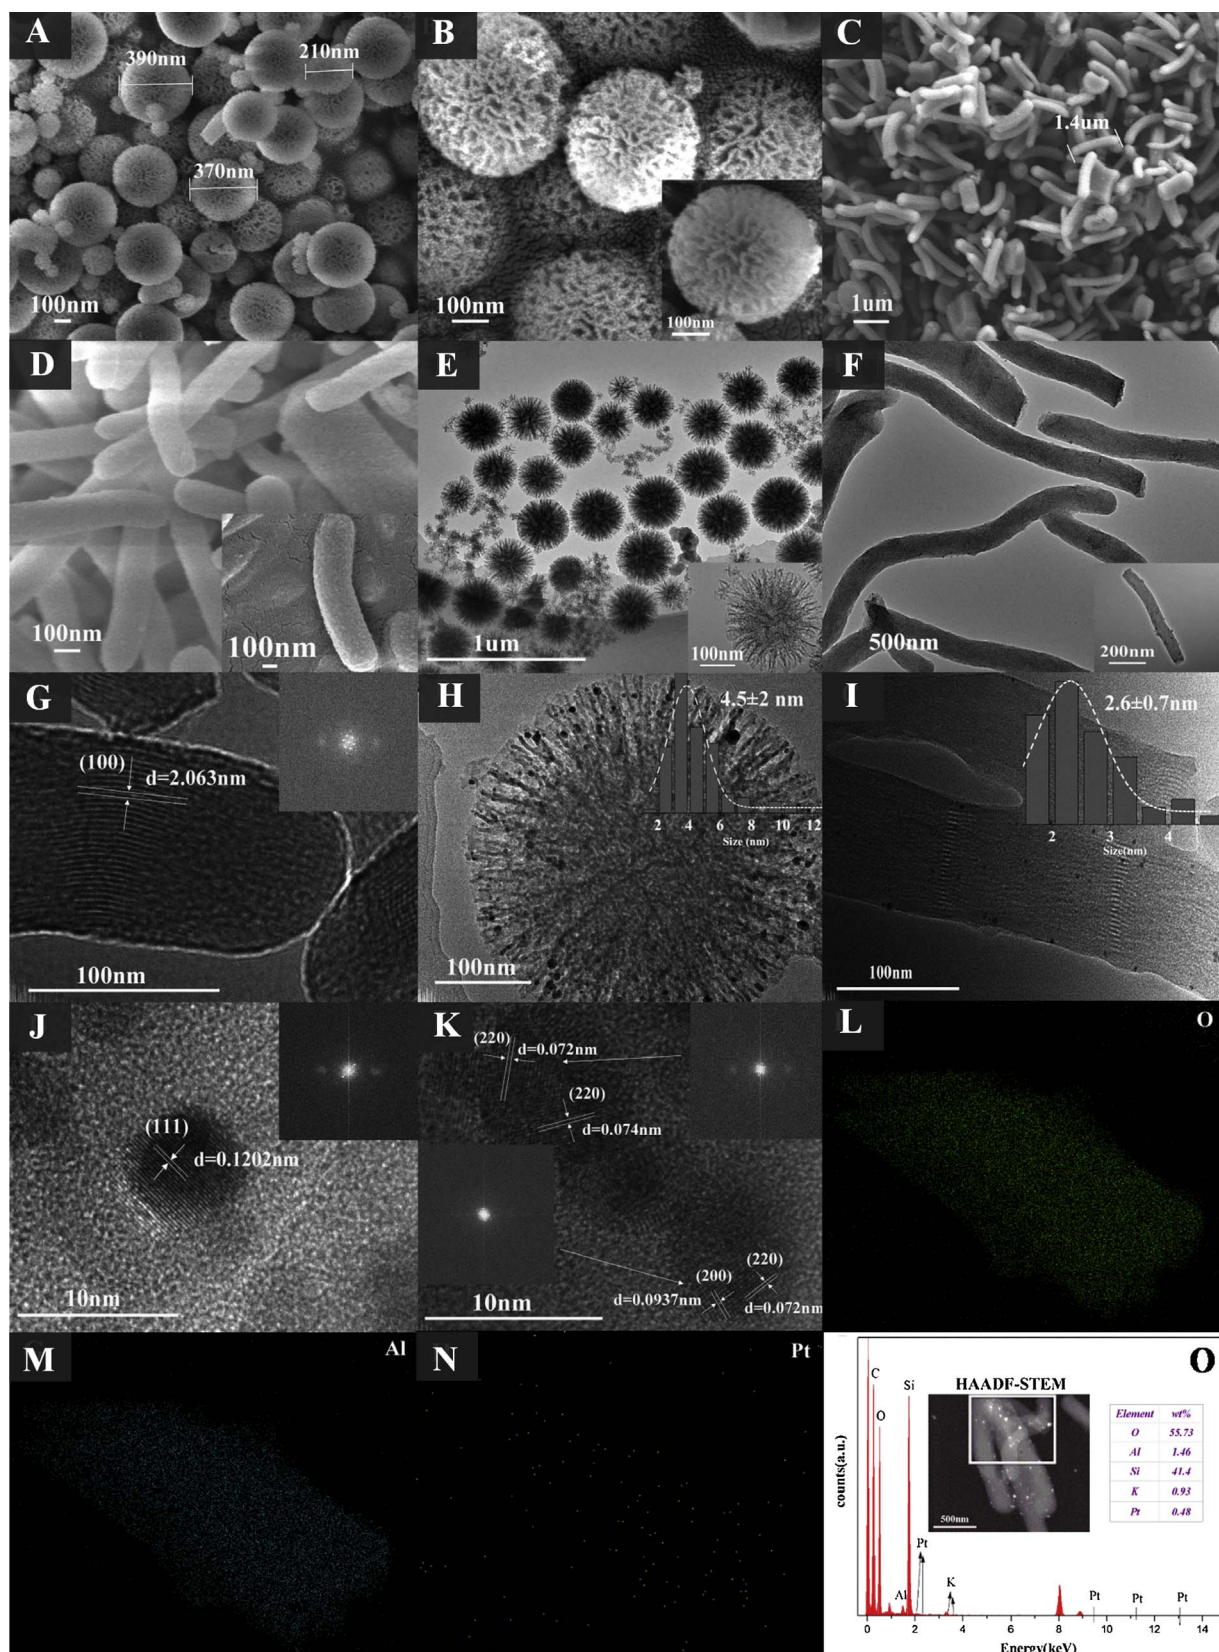 A
390nm
210nm
370nm
100nm
B
100nm
100nm
C
1.4um
1um
D
100nm
100nm
E
1um
100nm
F
500nm
200nm
G
(100)
d=2.063nm
100nm
H
4.5±2 nm
2 4 6 8 10 12
Size (nm)
100nm
I
2.6±0.7nm
2 3 4
Size(nm)
100nm
J
(111)
d=0.1202nm
10nm
K
(220)
d=0.072nm
(220)
d=0.074nm
(220)
(200)
d=0.0937nm
d=0.072nm
10nm
L
O
M
Al
N
Pt
O
HAADF-STEM
500nm
C
O
Si
Al
Pt
K
Pt
Pt
Pt
Element wt%
O 55.73
Al 1.46
Si 41.4
K 0.93
Pt 0.48
counts(a.u.)
0 2 4 6 8 10 12 14
Energy(keV)